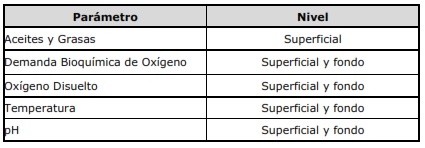 Parámetro Nivel
Aceites y Grasas Superficial
Demanda Bioquímica de Oxígeno Superficial y fondo
Oxígeno Disuelto Superficial y fondo
Temperatura Superficial y fondo
pH Superficial y fondo